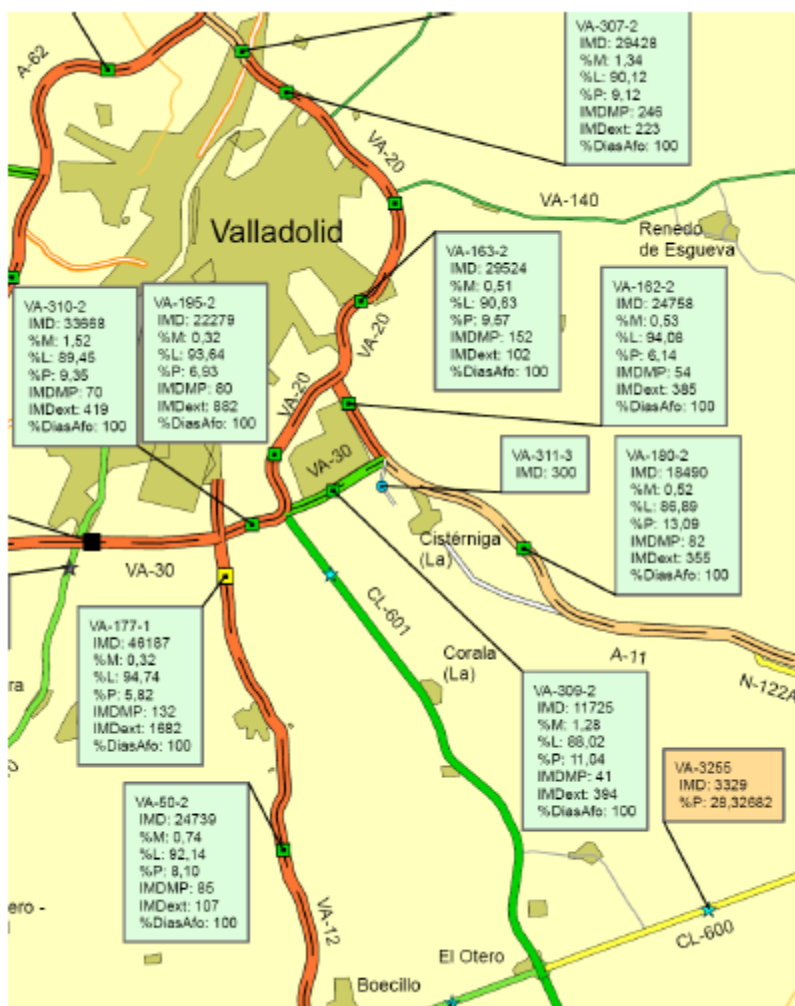 A-62
VA-307-2
IMD: 29428
%M: 1,34
%L: 90,12
%P: 9,12
IMDMP: 246
IMDext: 223
%DiasAfo: 100
VA-20
VA-140
Valladolid
Renedo
de Esgueva
VA-163-2
IMD: 29524
%M: 0,51
%L: 90,63
%P: 9,57
IMDMP: 152
IMDext: 102
%DiasAfo: 100
VA-162-2
IMD: 24758
%M: 0,53
%L: 94,08
%P: 6,14
IMDMP: 54
IMDext: 385
%DiasAfo: 100
VA-310-2
IMD: 33668
%M: 1,52
%L: 89,45
%P: 9,35
IMDMP: 70
IMDext: 419
%DiasAfo: 100
VA-195-2
IMD: 22279
%M: 0,32
%L: 93,64
%P: 6,93
IMDMP: 80
IMDext: 882
%DiasAfo: 100
VA-20
VA-20
VA-30
VA-311-3
IMD: 300
VA-180-2
IMD: 18490
%M: 0,52
%L: 86,89
%P: 13,09
IMDMP: 82
IMDext: 355
%DiasAfo: 100
Cistérniga
(La)
VA-30
CL-601
VA-177-1
IMD: 46187
%M: 0,32
%L: 94,74
%P: 5,82
IMDMP: 132
IMDext: 1682
%DiasAfo: 100
Corala
(La)
A-11
N-122A
ra
VA-309-2
IMD: 11725
%M: 1,28
%L: 88,02
%P: 11,04
IMDMP: 41
IMDext: 394
%DiasAfo: 100
VA-3255
IMD: 3329
%P: 28,32682
VA-50-2
IMD: 24739
%M: 0,74
%L: 92,14
%P: 8,10
IMDMP: 85
IMDext: 107
%DiasAfo: 100
ero -
VA-12
CL-600
El Otero
Boecillo